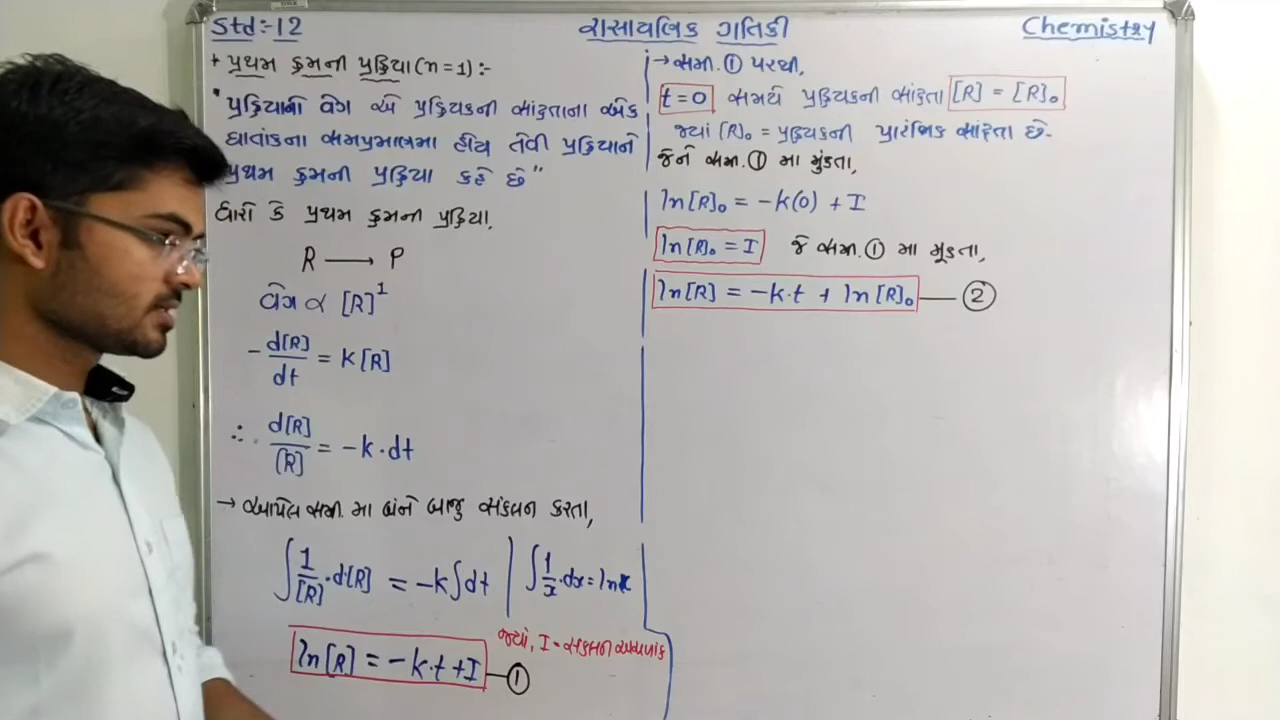 Std:-12
રાસાયણિક ગતિકી
Chemistry
+ પ્રથમ ક્રમની પ્રક્રિયા (n=1) :-
"પ્રક્રિયાનો વેગ એ પ્રક્રિયકની સાંદ્રતાના એક
ઘાતાંકના સમપ્રમાણમા હોય તેવી પ્રક્રિયાને
પ્રથમ ક્રમની પ્રક્રિયા કહે છે"
ધારો કે પ્રથમ ક્રમની પ્રક્રિયા,
R → P
વેગ ∝ [R]¹
-d[R]/dt = K[R]
∴ d[R]/[R] = -k·dt
→ આપેલ સમી. મા બંને બાજુ સંકલન કરતા,
∫ 1/[R] · d[R] = -k∫dt | ∫ 1/x · dx = lnx
ln[R] = -k·t + I —①
જ્યાં, I = સંકલન અચળાંક
→ સમી. ① પરથી,
t=0 સમયે પ્રક્રિયકની સાંદ્રતા [R] = [R]₀
જ્યાં [R]₀ = પ્રક્રિયકની પ્રારંભિક સાંદ્રતા છે.
જેને સમી. ① મા મુંકતા,
ln[R]₀ = -k(0) + I
ln[R]₀ = I જે સમી. ① મા મૂકતા,
ln[R] = -k·t + ln[R]₀ — ②